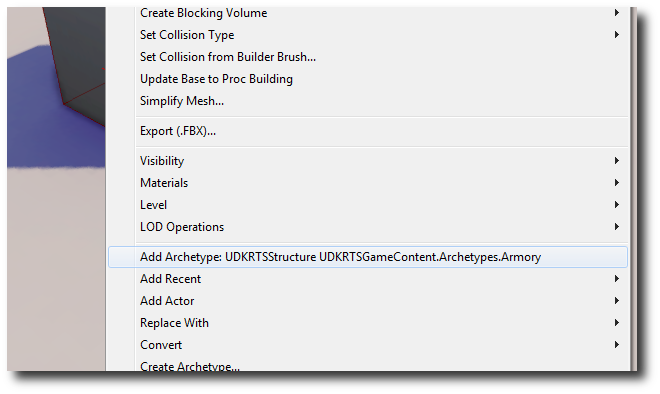 Create Blocking Volume
Set Collision Type
Set Collision from Builder Brush...
Update Base to Proc Building
Simplify Mesh...
Export (.FBX)...
Visibility
Materials
Level
LOD Operations
Add Archetype: UDKRTSStructure UDKRTSGameContent.Archetypes.Armory
Add Recent
Add Actor
Replace With
Convert
Create Archetype...